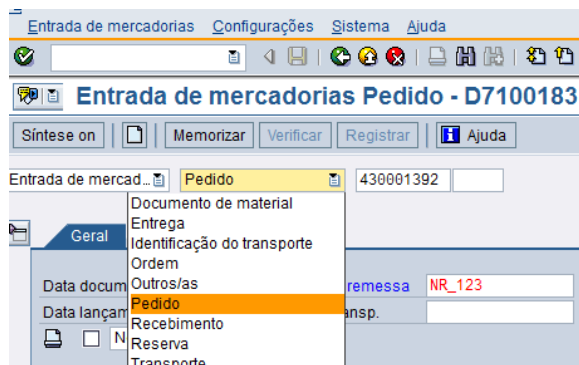 Entrada de mercadorias Configurações Sistema Ajuda
Entrada de mercadorias Pedido - D7100183
Síntese on Memorizar Verificar Registrar Ajuda
Entrada de mercad... Pedido 430001392
Documento de material
Entrega
Geral Identificação do transporte
Ordem
Data docum Outros/as remessa NR_123
Pedido
Data lançam Recebimento ansp.
N Reserva
Transporte